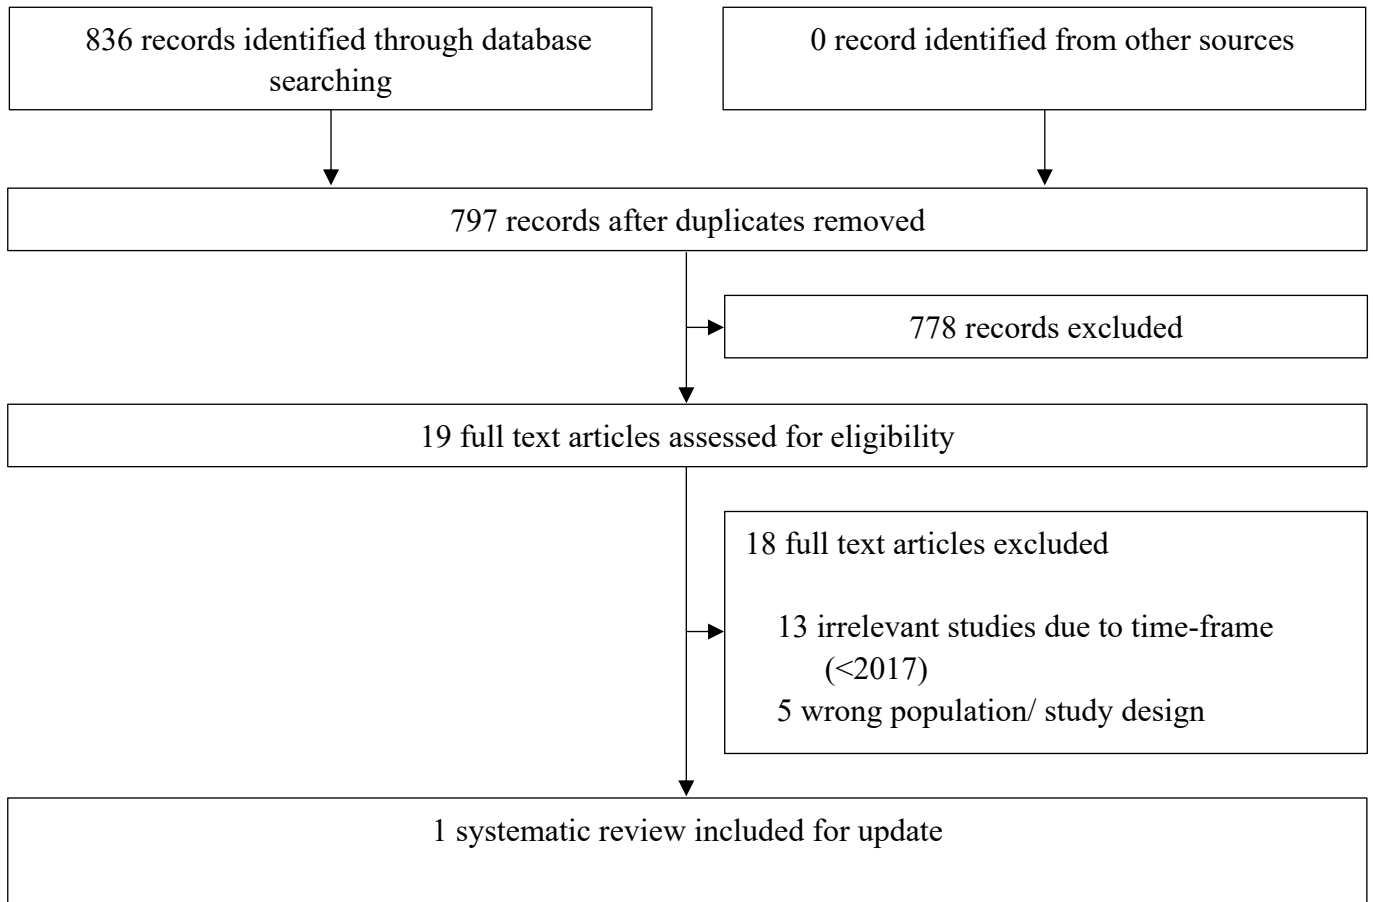 836 records identified through database
searching
0 record identified from other sources
797 records after duplicates removed
778 records excluded
19 full text articles assessed for eligibility
18 full text articles excluded
13 irrelevant studies due to time-frame
(<2017)
5 wrong population/ study design
1 systematic review included for update